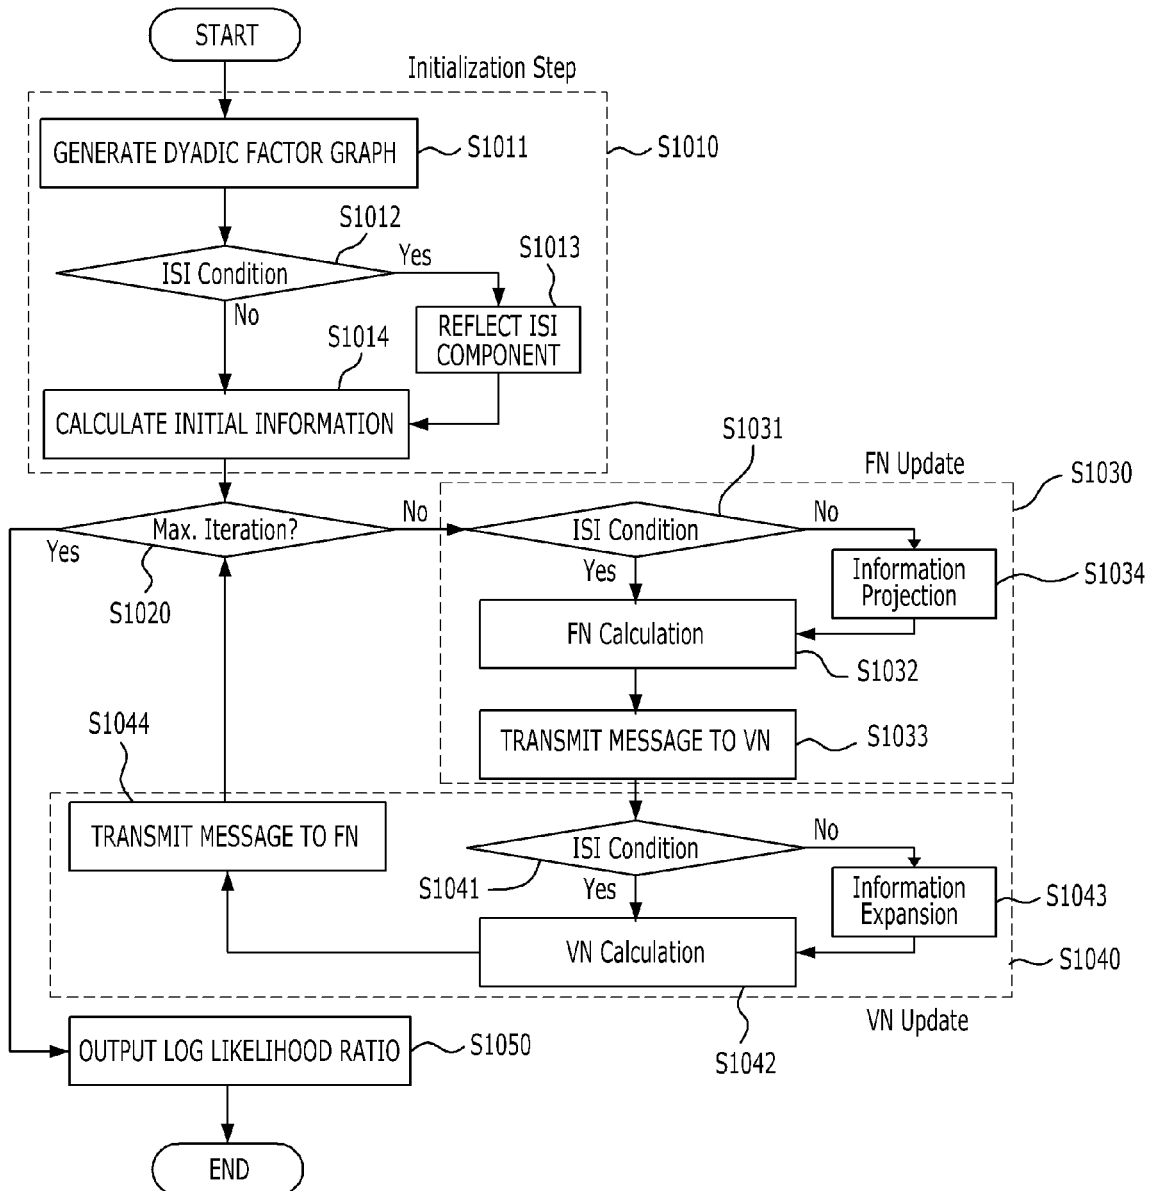 START
Initialization Step
GENERATE DYADIC FACTOR GRAPH
S1011
S1010
S1012
ISI Condition
Yes
No
S1013
REFLECT ISI
COMPONENT
S1014
CALCULATE INITIAL INFORMATION
Max. Iteration?
Yes
No
S1020
S1031
FN Update
S1030
ISI Condition
No
Yes
Information
Projection
S1034
FN Calculation
S1032
TRANSMIT MESSAGE TO VN
S1033
S1044
TRANSMIT MESSAGE TO FN
ISI Condition
No
S1041
Yes
Information
Expansion
S1043
VN Calculation
S1040
S1042
VN Update
OUTPUT LOG LIKELIHOOD RATIO
S1050
END